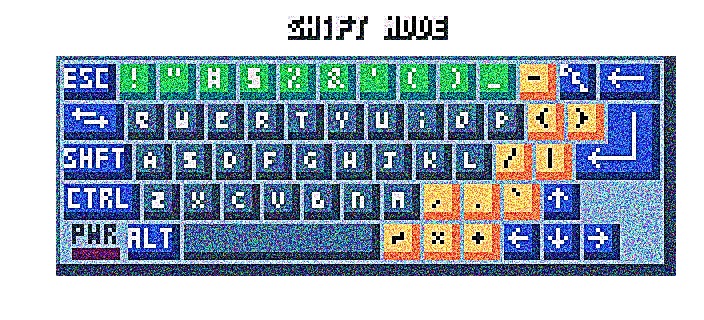 SHIFT MODE
ESC ! " # $ % & ' ( ) _ - ←
Q W E R T Y U I O P < >
SHFT A S D F G H J K L / |
CTRL Z X C V B N M , . ` ↑
PWR ALT * + ← ↓ →